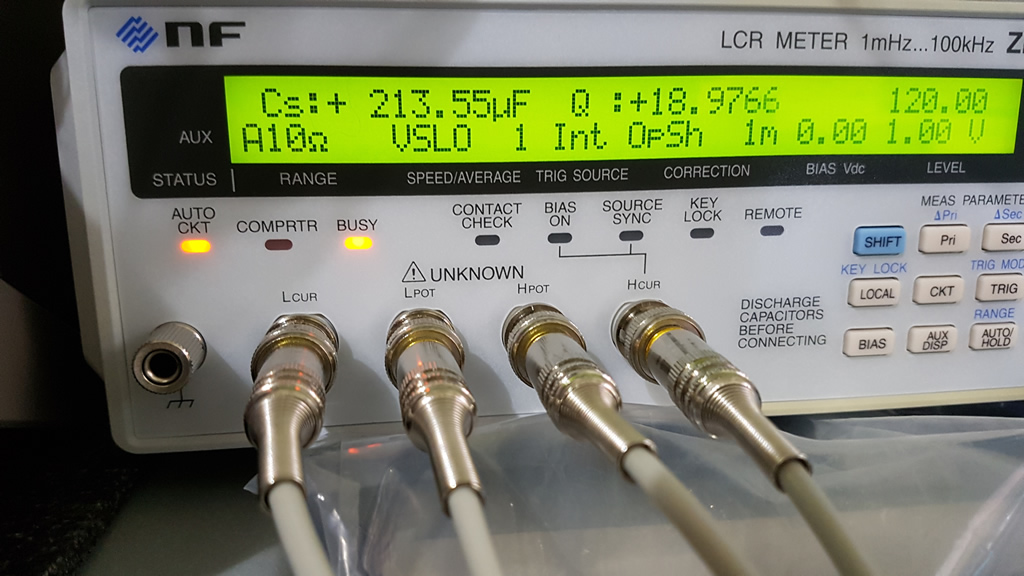 NF
LCR METER 1mHz...100kHz
Cs:+ 213.55μF Q :+18.9766 120.00
AUX A10Ω VSLO 1 Int OpSh 1m 0.00 1.00 V
STATUS | RANGE SPEED/AVERAGE TRIG SOURCE CORRECTION BIAS Vdc LEVEL
AUTO CKT
COMPRTR
BUSY
CONTACT CHECK
BIAS ON
SOURCE SYNC
KEY LOCK
REMOTE
MEAS PARAMETE
ΔPri
ΔSec
SHIFT
Pri
Sec
KEY LOCK
TRIG MOD
LOCAL
CKT
TRIG
RANGE
BIAS
AUX DISP
AUTO/ HOLD
UNKNOWN
LCUR
LPOT
HPOT
HCUR
DISCHARGE
CAPACITORS
BEFORE
CONNECTING